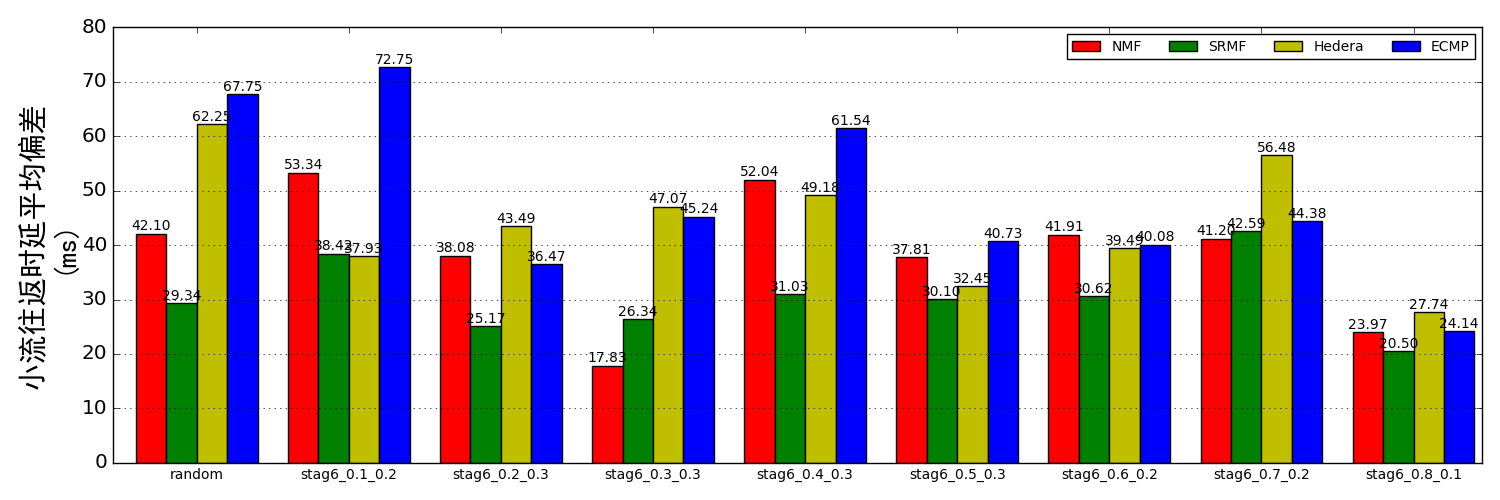 小流往返时延平均偏差
(ms)
80
70
60
50
40
30
20
10
0
NMF SRMF Hedera ECMP
42.10 29.34 62.25 67.75
53.34 38.42 37.93 72.75
38.08 25.17 43.49 36.47
17.83 26.34 47.07 45.24
52.04 31.03 49.18 61.54
37.81 30.10 32.45 40.73
41.91 30.62 39.49 40.08
41.20 42.59 56.48 44.38
23.97 20.50 27.74 24.14
random stag6_0.1_0.2 stag6_0.2_0.3 stag6_0.3_0.3 stag6_0.4_0.3 stag6_0.5_0.3 stag6_0.6_0.2 stag6_0.7_0.2 stag6_0.8_0.1